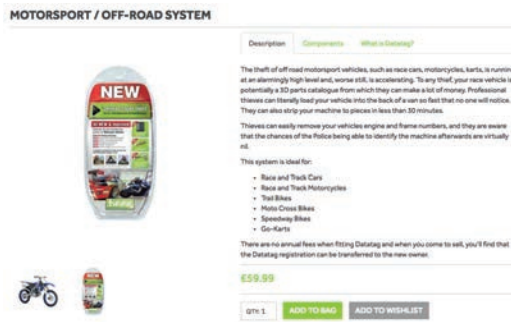 MOTORSPORT / OFF-ROAD SYSTEM
Description Components What is Datatag?
The theft of off road motorsport vehicles, such as race cars, motorcycles, karts, is runnin
at an alarmingly high level and, worse still, is accelerating. To any thief, your race vehicle is
potentially a 3D parts catalogue from which they can make a lot of money. Professional
thieves can literally load your vehicle into the back of a van so fast that no one will notice.
They can also strip your machine to pieces in less than 30 minutes.
Thieves can easily remove your vehicles engine and frame numbers, and they are aware
that the chances of the Police being able to identify the machine afterwards are virtually
nil.
This system is ideal for:
• Race and Track Cars
• Race and Track Motorcycles
• Trail Bikes
• Moto Cross Bikes
• Speedway Bikes
• Go-Karts
There are no annual fees when fitting Datatag and when you come to sell, you'll find that
the Datatag registration can be transferred to the new owner.
£59.99
QTY: 1 ADD TO BAG ADD TO WISHLIST
NEW
Datatag
NEW